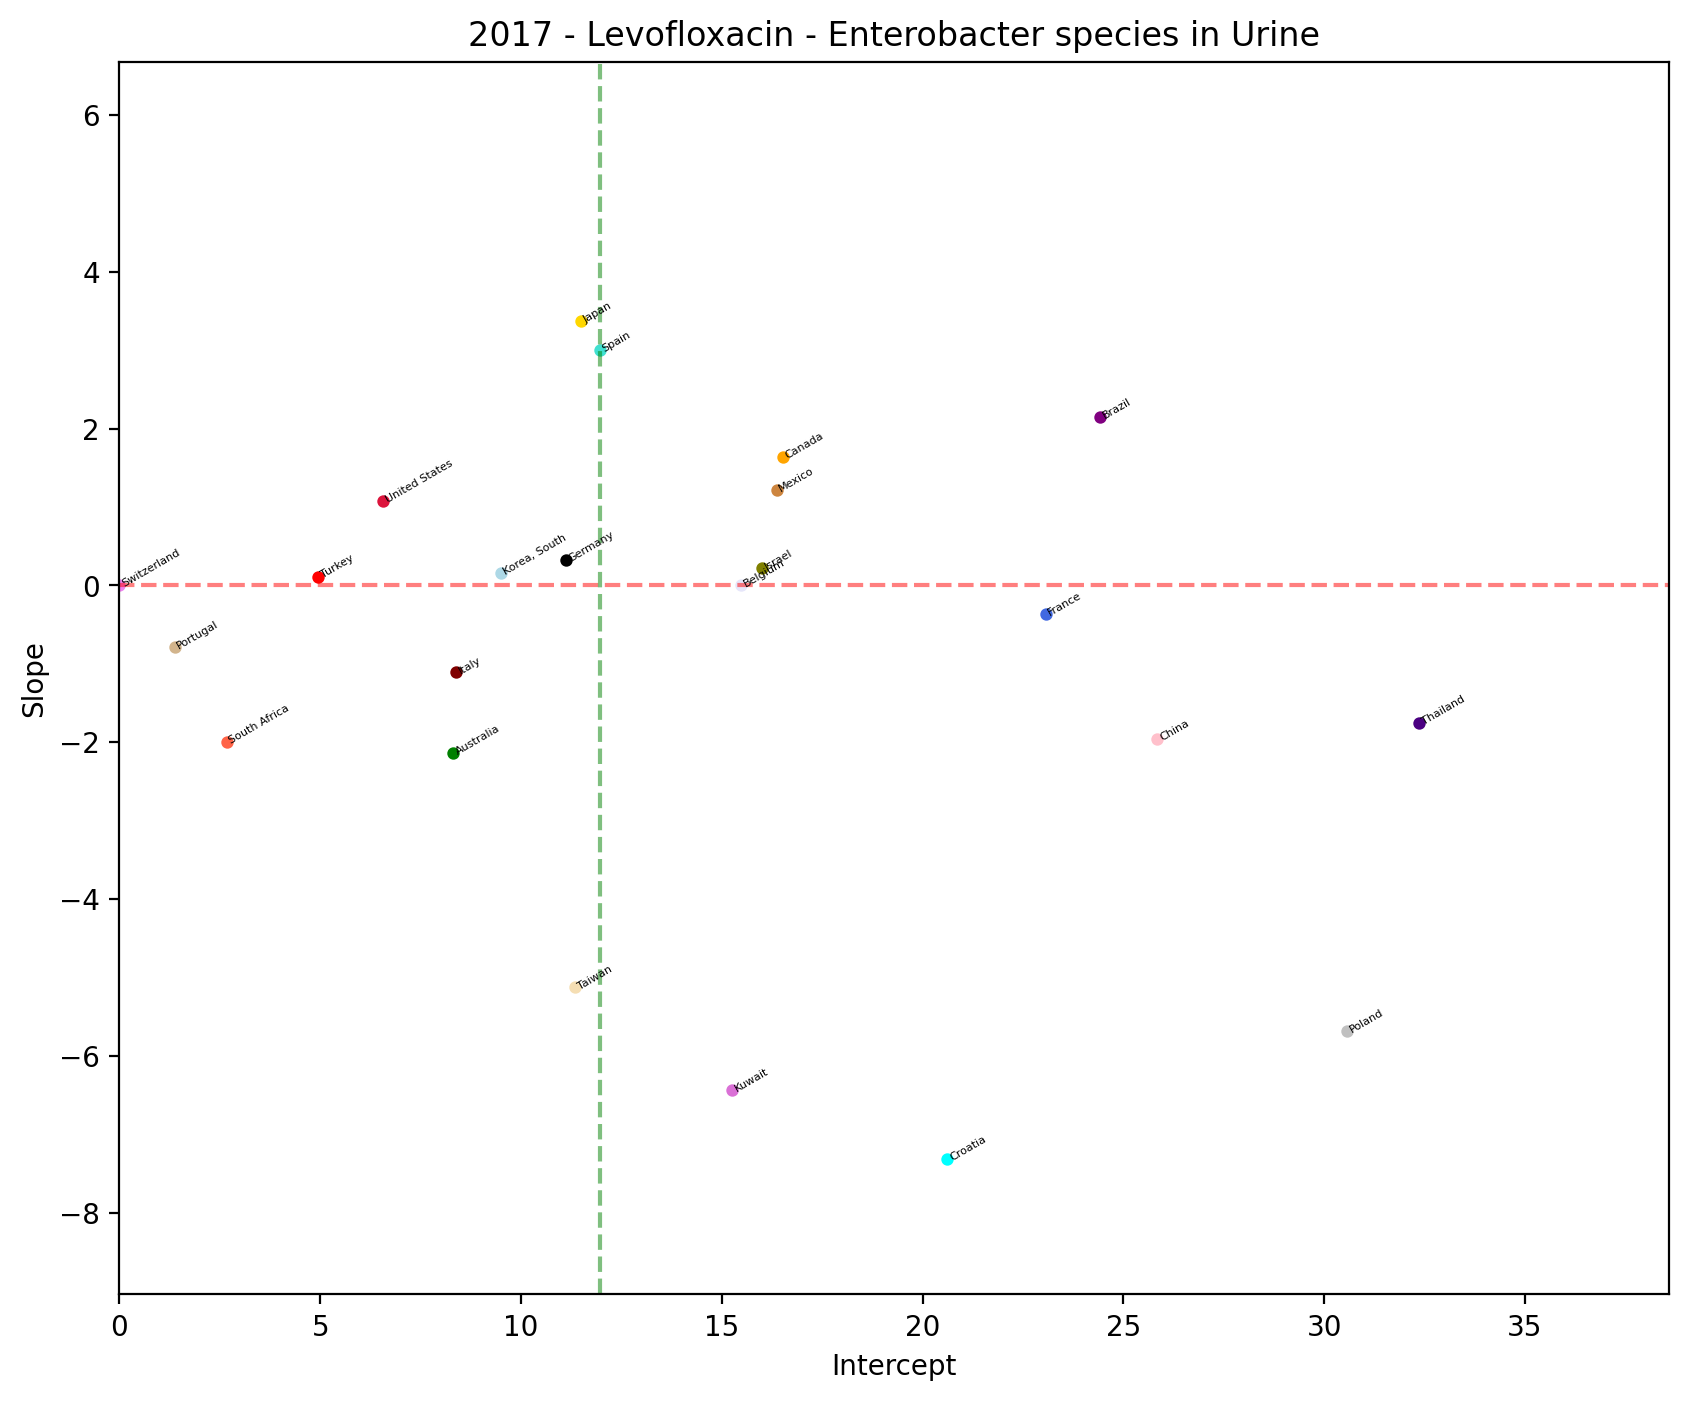 2017 - Levofloxacin - Enterobacter species in Urine
6
4
2
0
−2
−4
−6
−8
Slope
Japan
Spain
Brazil
Canada
Mexico
United States
Korea, South
Germany
Switzerland
Turkey
Israel
Belgium
France
Portugal
Italy
South Africa
Australia
Thailand
China
Taiwan
Poland
Kuwait
Croatia
0 5 10 15 20 25 30 35
Intercept